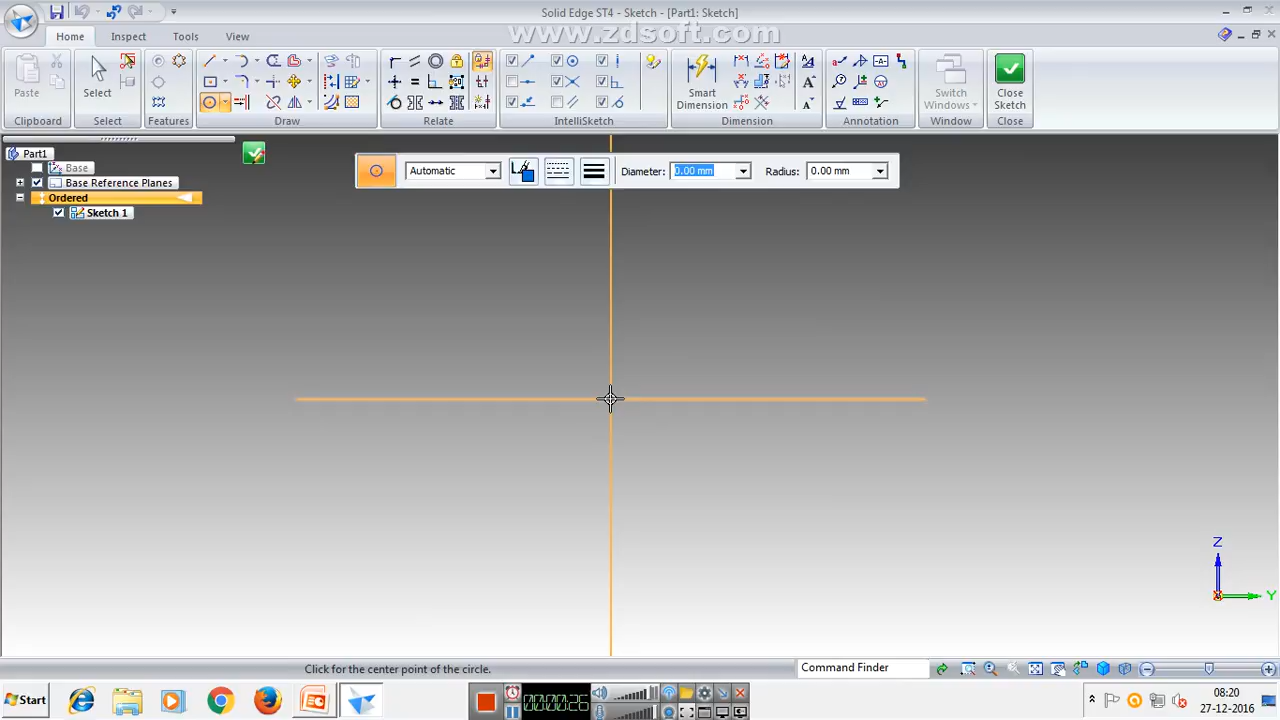 Solid Edge ST4 - Sketch - [Part1: Sketch]
www.zdsoft.com
Home Inspect Tools View
Paste
Select
Smart Dimension
Switch Windows
Close Sketch
Clipboard Select Features Draw Relate IntelliSketch Dimension Annotation Window Close
Part1
Base
Base Reference Planes
Ordered
Sketch 1
Automatic Diameter: 0.00 mm Radius: 0.00 mm
Z
Y
Click for the center point of the circle.
Command Finder
Start
00:00:26
08:20
27-12-2016